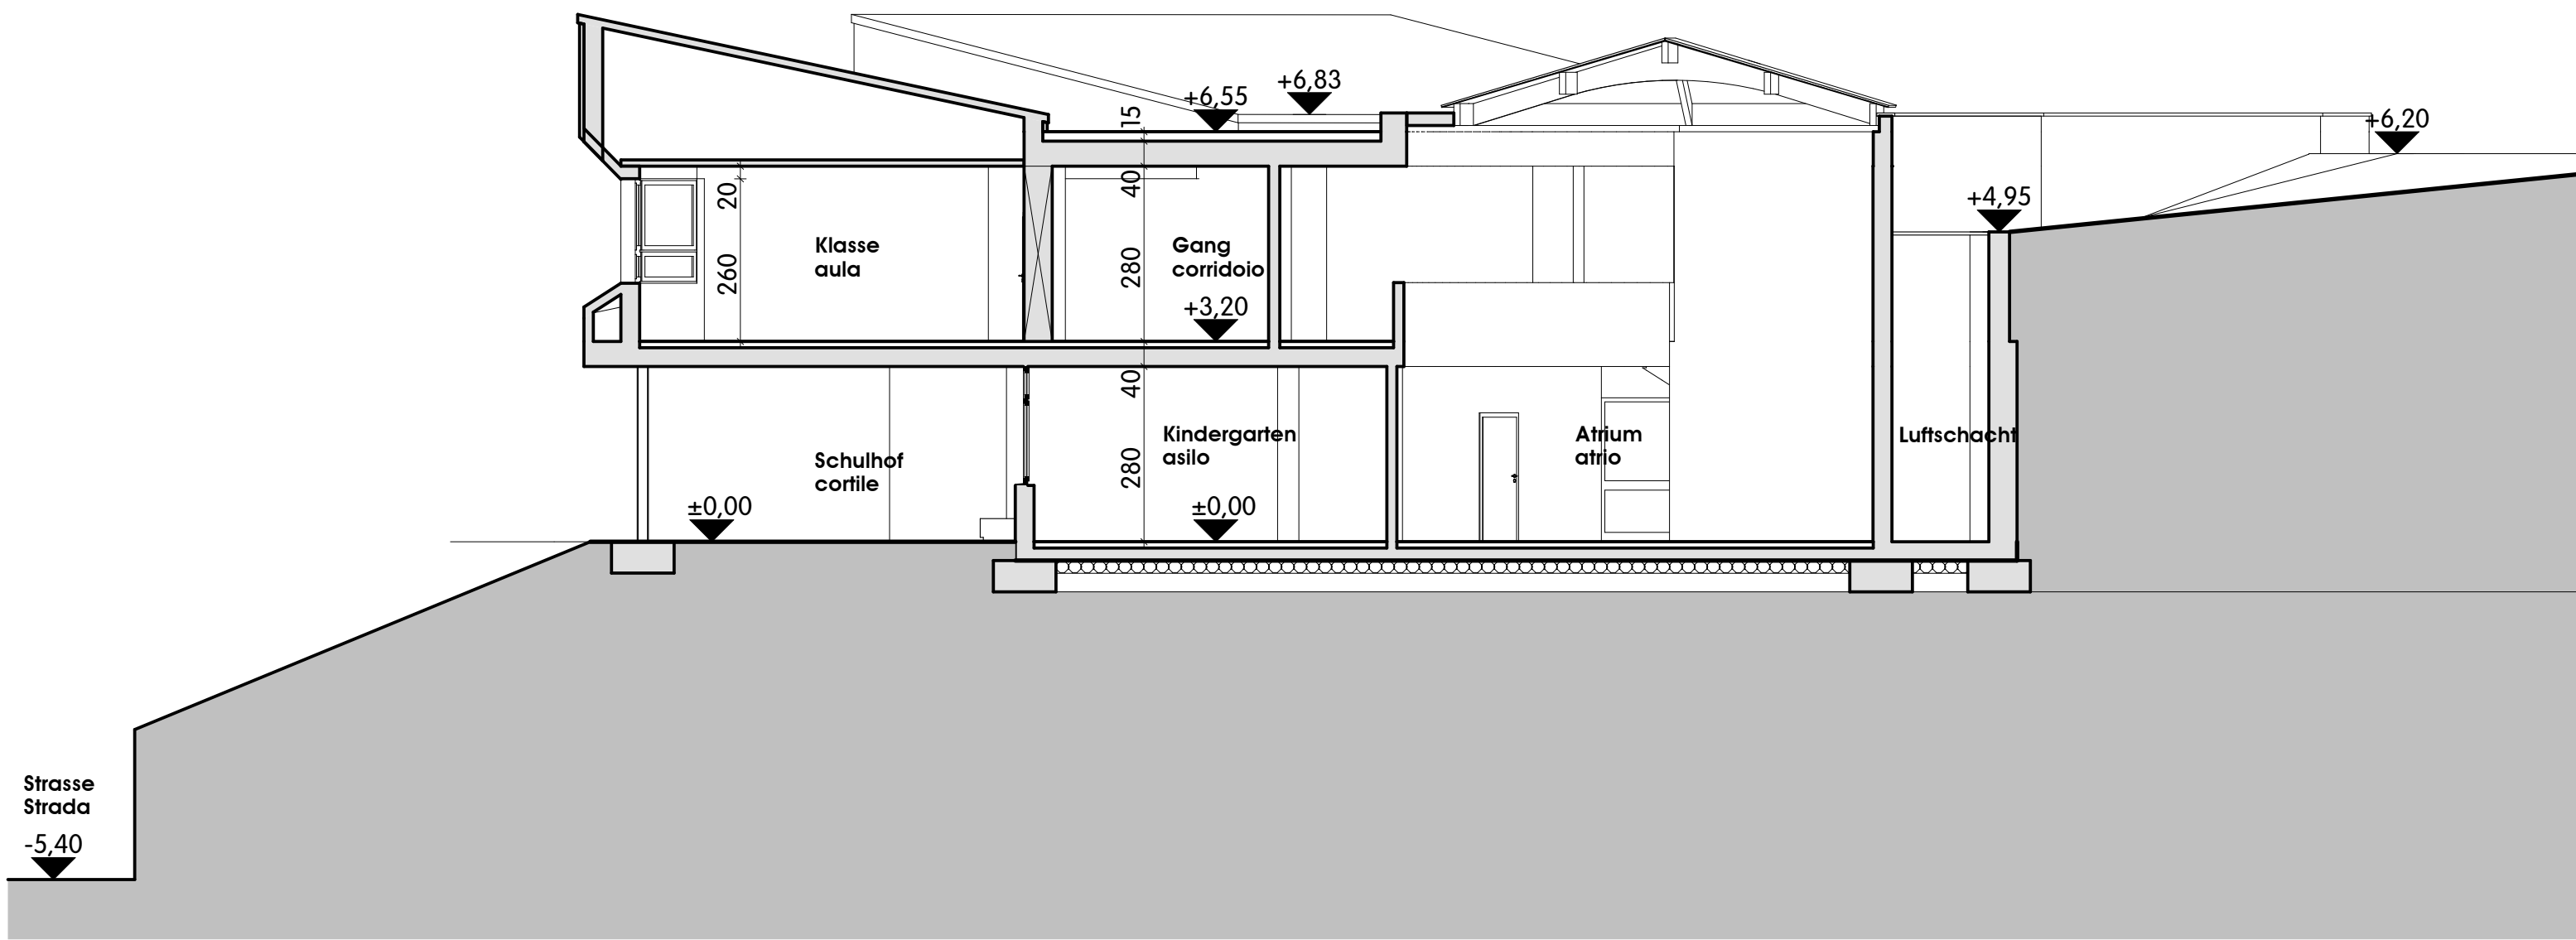 +6,83
+6,55
15
+6,20
20
40
+4,95
Klasse
aula
Gang
corridoio
260
280
+3,20
40
Kindergarten
asilo
Atrium
atrio
Luftschacht
Schulhof
cortile
280
±0,00
±0,00
Strasse
Strada
-5,40